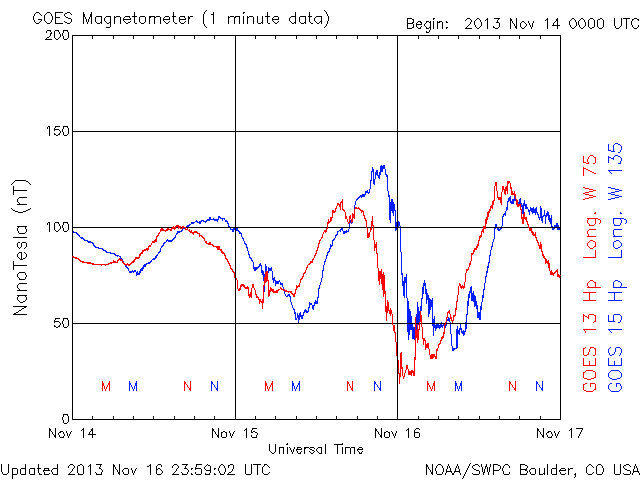 GOES Magnetometer (1 minute data)
Begin: 2013 Nov 14 0000 UTC
200
150
100
50
0
NanoTesla (nT)
M M N N M M N N M M N N
Nov 14 Nov 15 Nov 16 Nov 17
Universal Time
GOES 13 Hp Long. W 75
GOES 15 Hp Long. W 135
Updated 2013 Nov 16 23:59:02 UTC
NOAA/SWPC Boulder, CO USA